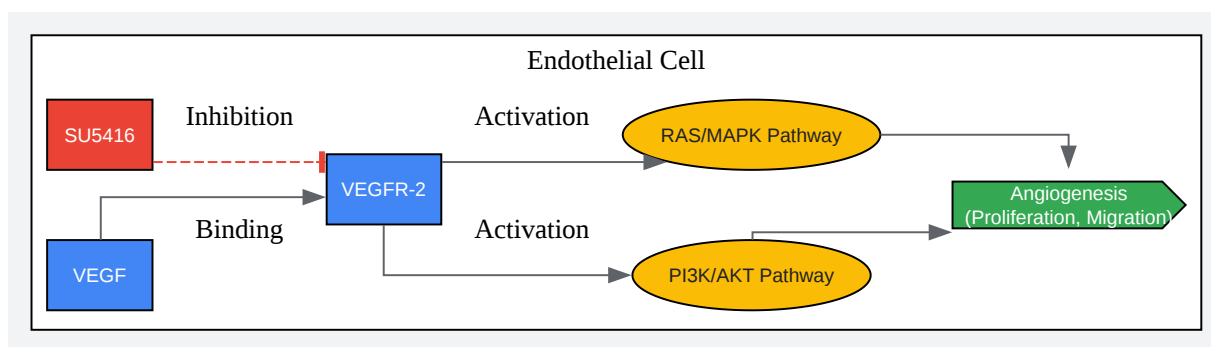 Endothelial Cell
SU5416
Inhibition
Activation
RAS/MAPK Pathway
VEGFR-2
Angiogenesis
(Proliferation, Migration)
Binding
Activation
VEGF
PI3K/AKT Pathway